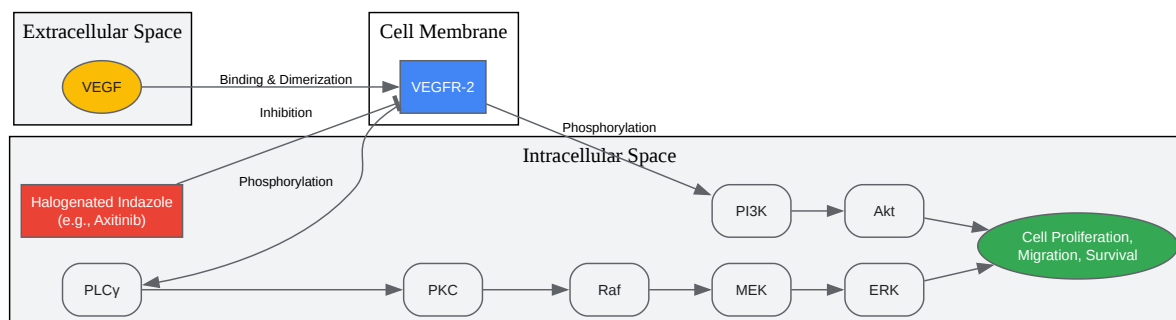 Extracellular Space
Cell Membrane
VEGF
Binding & Dimerization
VEGFR-2
Inhibition
Phosphorylation
Intracellular Space
Phosphorylation
Halogenated Indazole
(e.g., Axitinib)
PI3K
Akt
Cell Proliferation,
Migration, Survival
PLCγ
PKC
Raf
MEK
ERK